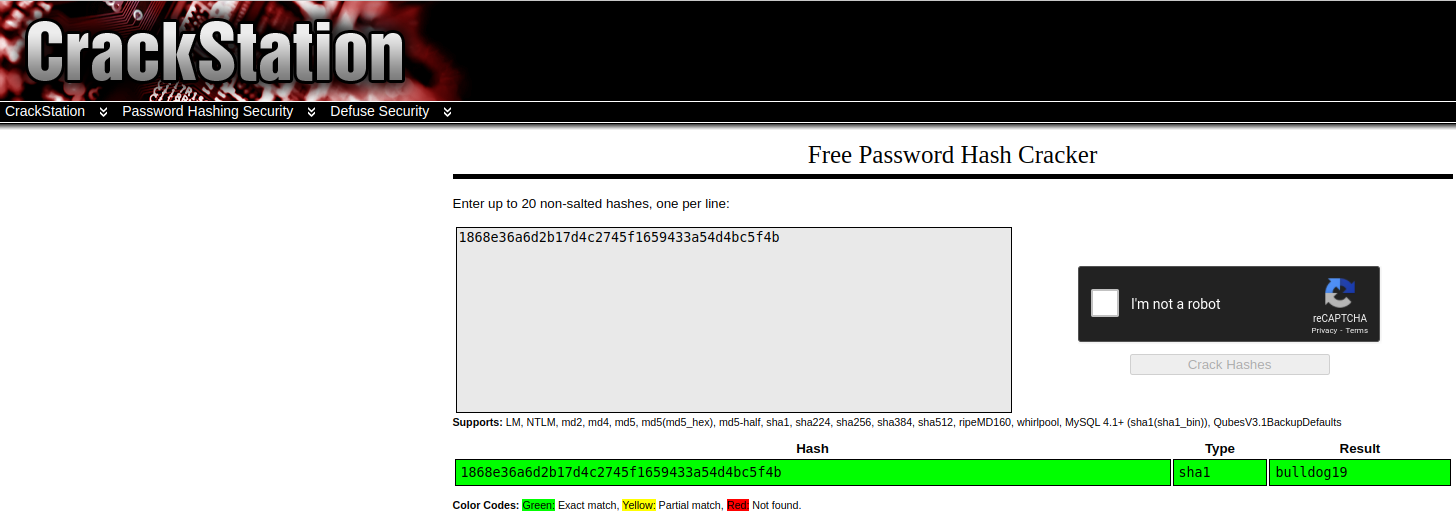 CrackStation
CrackStation Password Hashing Security Defuse Security
Free Password Hash Cracker
Enter up to 20 non-salted hashes, one per line:
1868e36a6d2b17d4c2745f1659433a54d4bc5f4b
I'm not a robot
reCAPTCHA
Privacy - Terms
Crack Hashes
Supports: LM, NTLM, md2, md4, md5, md5(md5_hex), md5-half, sha1, sha224, sha256, sha384, sha512, ripeMD160, whirlpool, MySQL 4.1+ (sha1(sha1_bin)), QubesV3.1BackupDefaults
Hash Type Result
1868e36a6d2b17d4c2745f1659433a54d4bc5f4b sha1 bulldog19
Color Codes: Green: Exact match, Yellow: Partial match, Red: Not found.